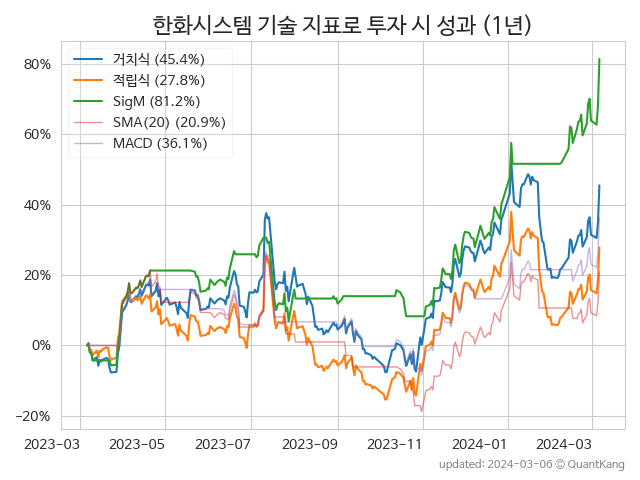 한화시스템 기술 지표로 투자 시 성과 (1년)
거치식 (45.4%)
적립식 (27.8%)
SigM (81.2%)
SMA(20) (20.9%)
MACD (36.1%)
80%
60%
40%
20%
0%
−20%
2023-03 2023-05 2023-07 2023-09 2023-11 2024-01 2024-03
updated: 2024-03-06 ⓒ QuantKang